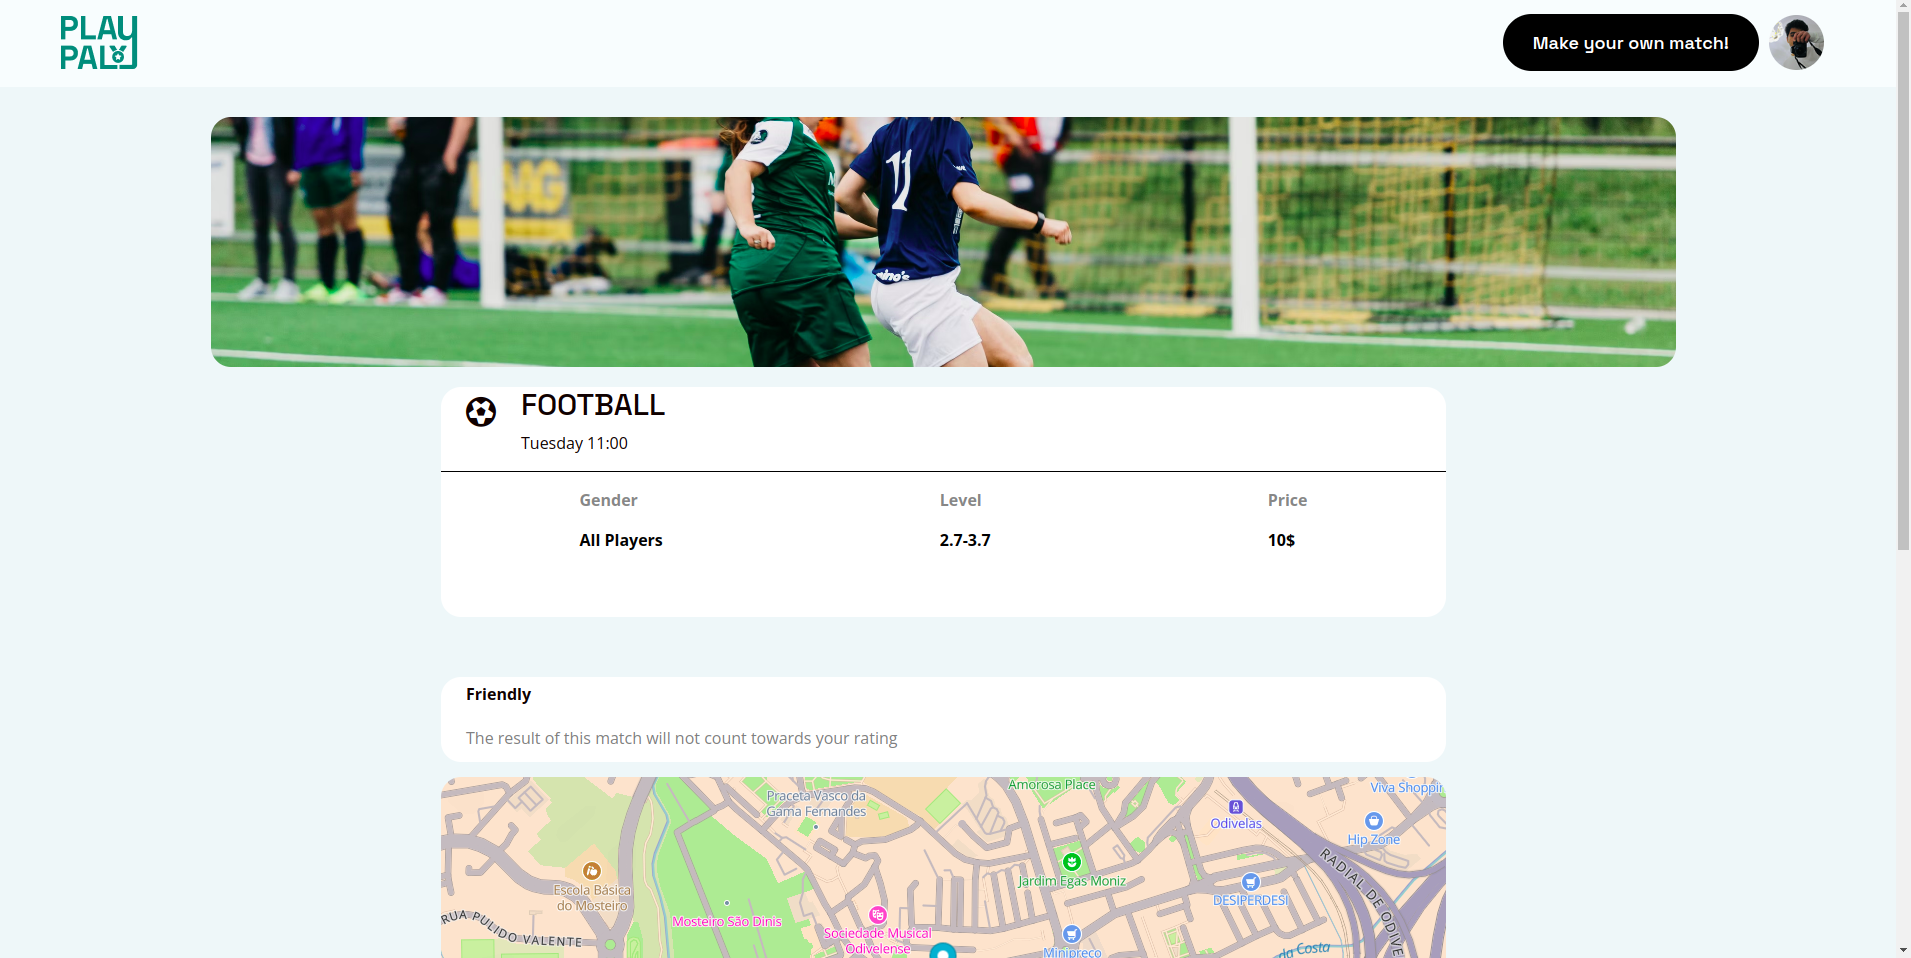 PLAY
PAL
Make your own match!
11
FOOTBALL
Tuesday 11:00
Gender
Level
Price
All Players
2.7-3.7
10$
Friendly
The result of this match will not count towards your rating
Amorosa Place
Praceta Vasco da
Gama Fernandes
Odivelas
Hip Zone
RADIAL DE ODIVE
Escola Básica
do Mosteiro
Jardim Egas Moniz
DESIPERDESI
RUA PULIDO VALENTE
Mosteiro São Dinis
Sociedade Musical
Odivelense
Minipreço
da Costa